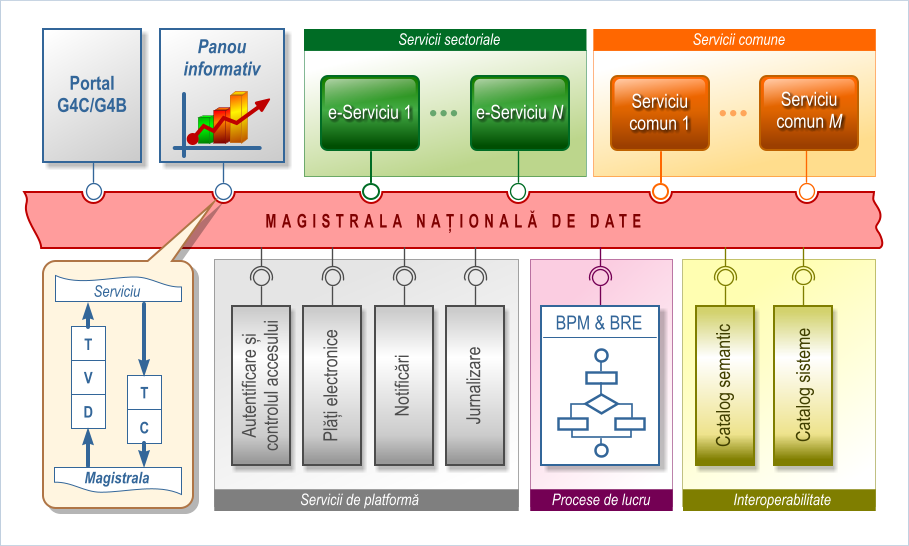 Portal
G4C/G4B
Panou
informativ
Servicii sectoriale
e-Serviciu 1
e-Serviciu N
Servicii comune
Serviciu
comun 1
Serviciu
comun M
MAGISTRALA NAȚIONALĂ DE DATE
Serviciu
T
V
D
T
C
Magistrala
Autentificare și
controlul accesului
Plăți electronice
Notificări
Jurnalizare
Servicii de platformă
BPM & BRE
Procese de lucru
Catalog semantic
Catalog sisteme
Interoperabilitate